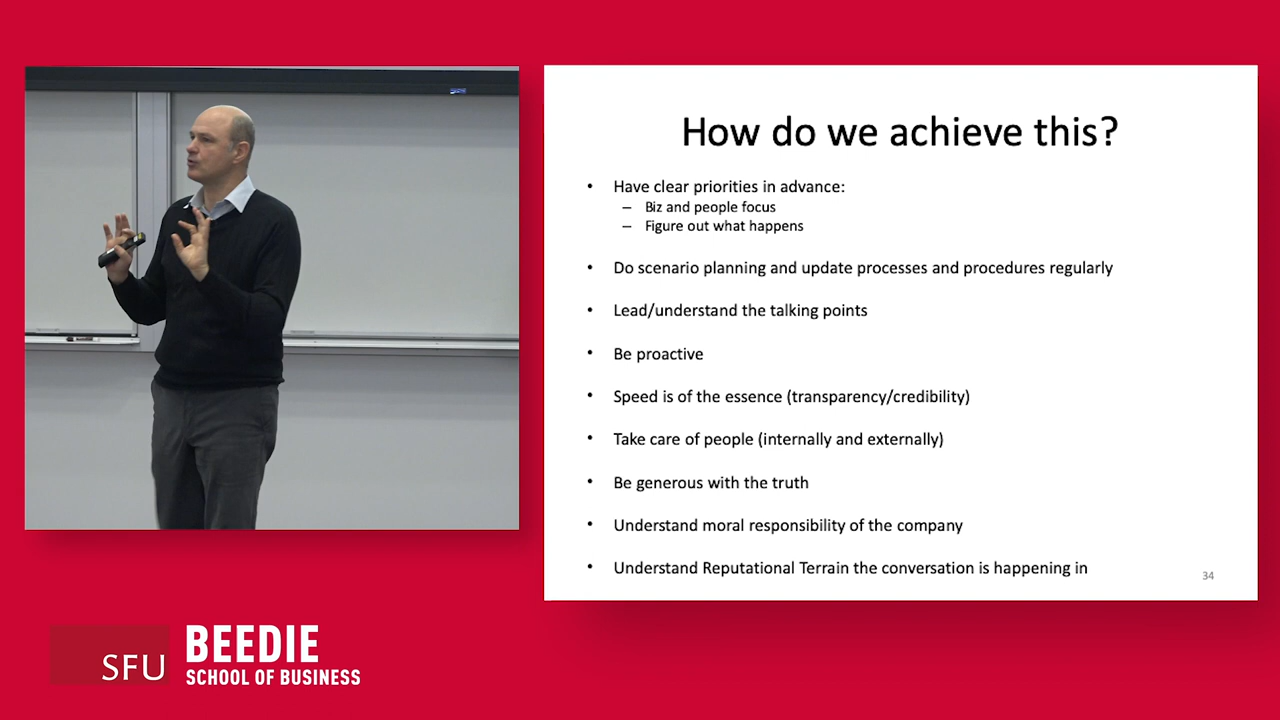 How do we achieve this?
• Have clear priorities in advance:
– Biz and people focus
– Figure out what happens
• Do scenario planning and update processes and procedures regularly
• Lead/understand the talking points
• Be proactive
• Speed is of the essence (transparency/credibility)
• Take care of people (internally and externally)
• Be generous with the truth
• Understand moral responsibility of the company
• Understand Reputational Terrain the conversation is happening in
34
SFU
BEEDIE
SCHOOL OF BUSINESS